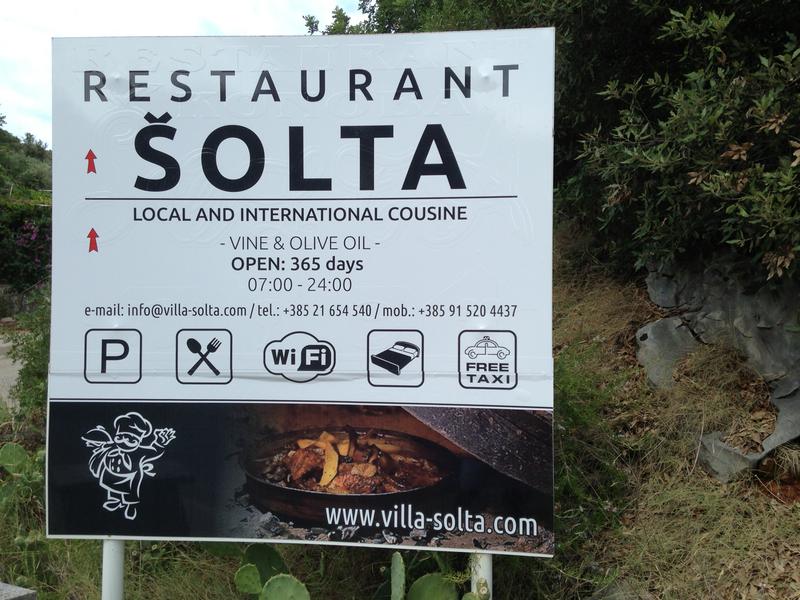 RESTAURANT
ŠOLTA
LOCAL AND INTERNATIONAL COUSINE
- VINE & OLIVE OIL -
OPEN: 365 days
07:00 - 24:00
e-mail: info@villa-solta.com / tel.: +385 21 654 540 / mob.: +385 91 520 4437
P
WiFi
FREE
TAXI
www.villa-solta.com